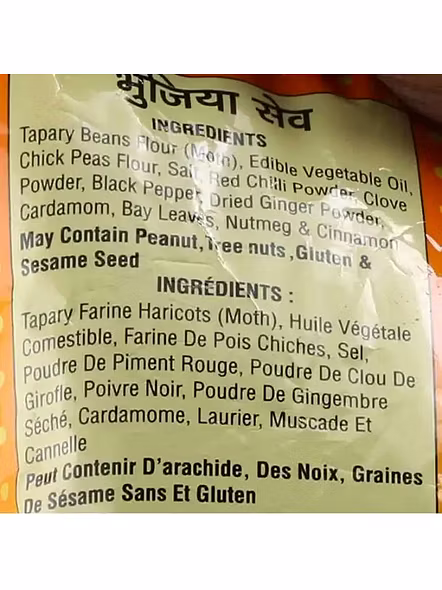 भुजिया सेव
INGREDIENTS
Tapary Beans Flour (Moth), Edible Vegetable Oil,
Chick Peas Flour, Salt, Red Chilli Powder, Clove
Powder, Black Pepper, Dried Ginger Powder,
Cardamom, Bay Leaves, Nutmeg & Cinnamon
May Contain Peanut, Tree nuts ,Gluten &
Sesame Seed
INGRÉDIENTS :
Tapary Farine Haricots (Moth), Huile Végétale
Comestible, Farine De Pois Chiches, Sel,
Poudre De Piment Rouge, Poudre De Clou De
Girofle, Poivre Noir, Poudre De Gingembre
Séché, Cardamome, Laurier, Muscade Et
Cannelle
Peut Contenir D'arachide, Des Noix, Graines
De Sésame Sans Et Gluten